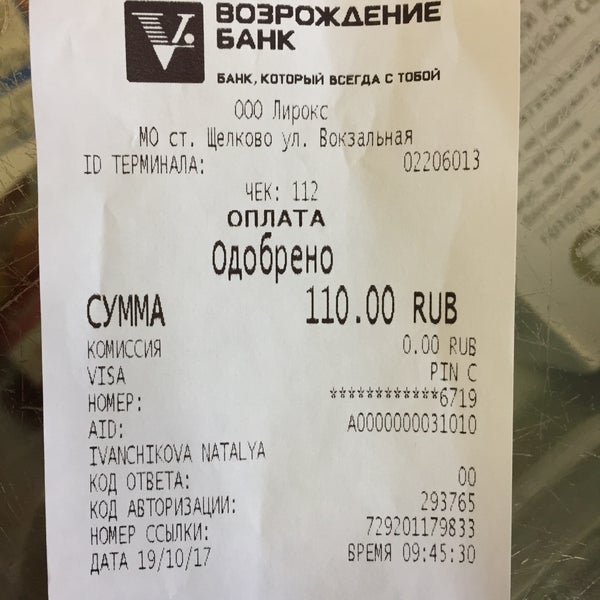 ВОЗРОЖДЕНИЕ
БАНК
БАНК, КОТОРЫЙ ВСЕГДА С ТОБОЙ
ООО Лирокс
МО ст. Щелково ул. Вокзальная
ID ТЕРМИНАЛА: 02206013
ЧЕК: 112
ОПЛАТА
Одобрено
СУММА 110.00 RUB
КОМИССИЯ 0.00 RUB
VISA PIN C
НОМЕР: ************6719
AID: A0000000031010
IVANCHIKOVA NATALYA
КОД ОТВЕТА: 00
КОД АВТОРИЗАЦИИ: 293765
НОМЕР ССЫЛКИ: 729201179833
ДАТА 19/10/17 ВРЕМЯ 09:45:30